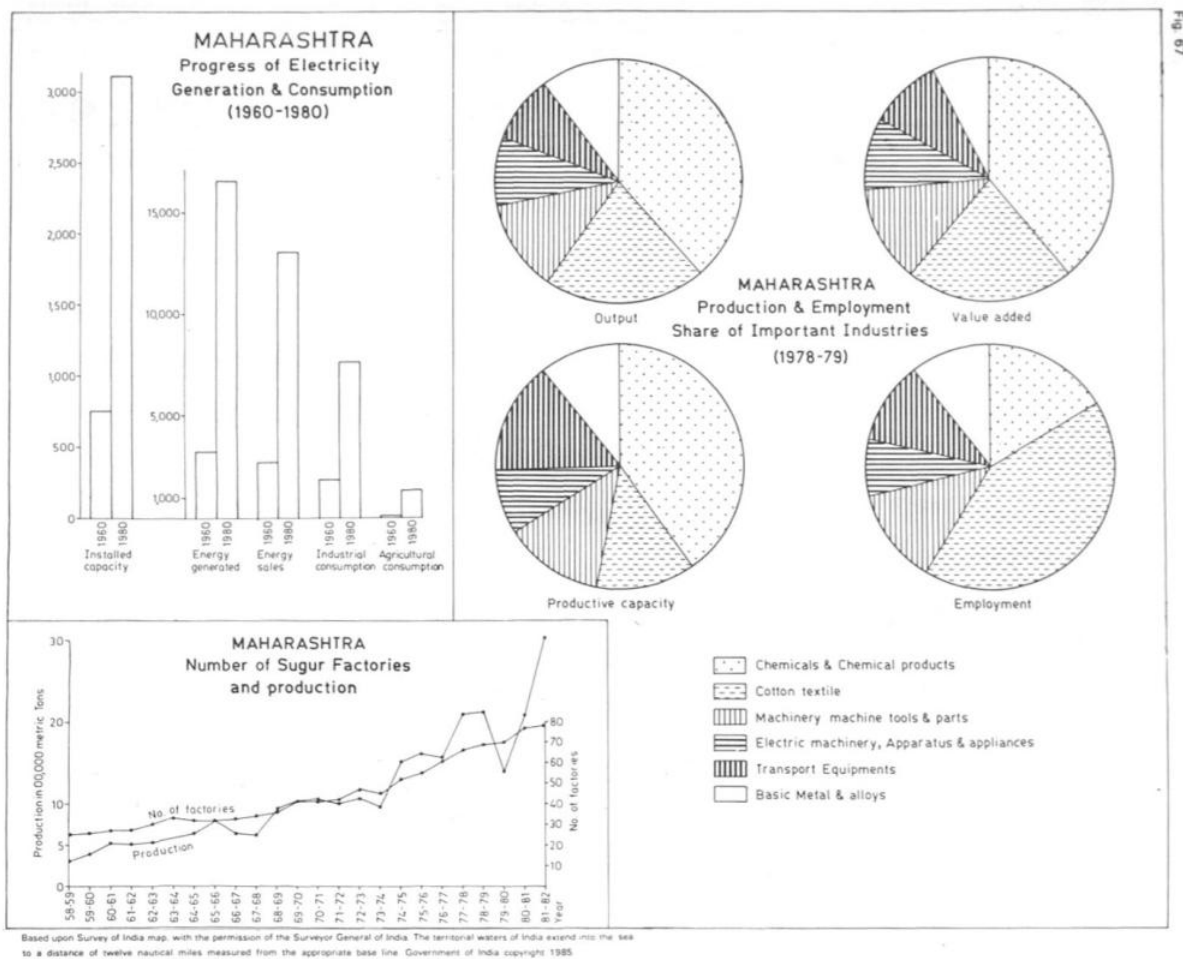 Fig. 67
MAHARASHTRA
Progress of Electricity
Generation & Consumption
(1960-1980)
3,000
2,500
2,000
1,500
1,000
500
0
15,000
10,000
5,000
1,000
1960
1980
1960
1980
1960
1980
1960
1980
1960
1980
Installed capacity
Energy generated
Energy sales
Industrial consumption
Agricultural consumption
Output
Value added
MAHARASHTRA
Production & Employment
Share of Important Industries
(1978-79)
Productive capacity
Employment
Chemicals & Chemical products
Cotton textile
Machinery machine tools & parts
Electric machinery, Apparatus & appliances
Transport Equipments
Basic Metal & alloys
MAHARASHTRA
Number of Sugur Factories
and production
Production in 00,000 metric Tons
30
20
10
5
0
No. of factories
Production
80
70
60
50
40
30
20
10
No. of factories
58-59
59-60
60-61
61-62
62-63
63-64
64-65
65-66
66-67
67-68
68-69
69-70
70-71
71-72
72-73
73-74
74-75
75-76
76-77
77-78
78-79
79-80
80-81
81-82
Year
Based upon Survey of India map, with the permission of the Surveyor General of India. The territorial waters of India extend into the sea
to a distance of twelve nautical miles measured from the appropriate base line. Government of India copyright 1985